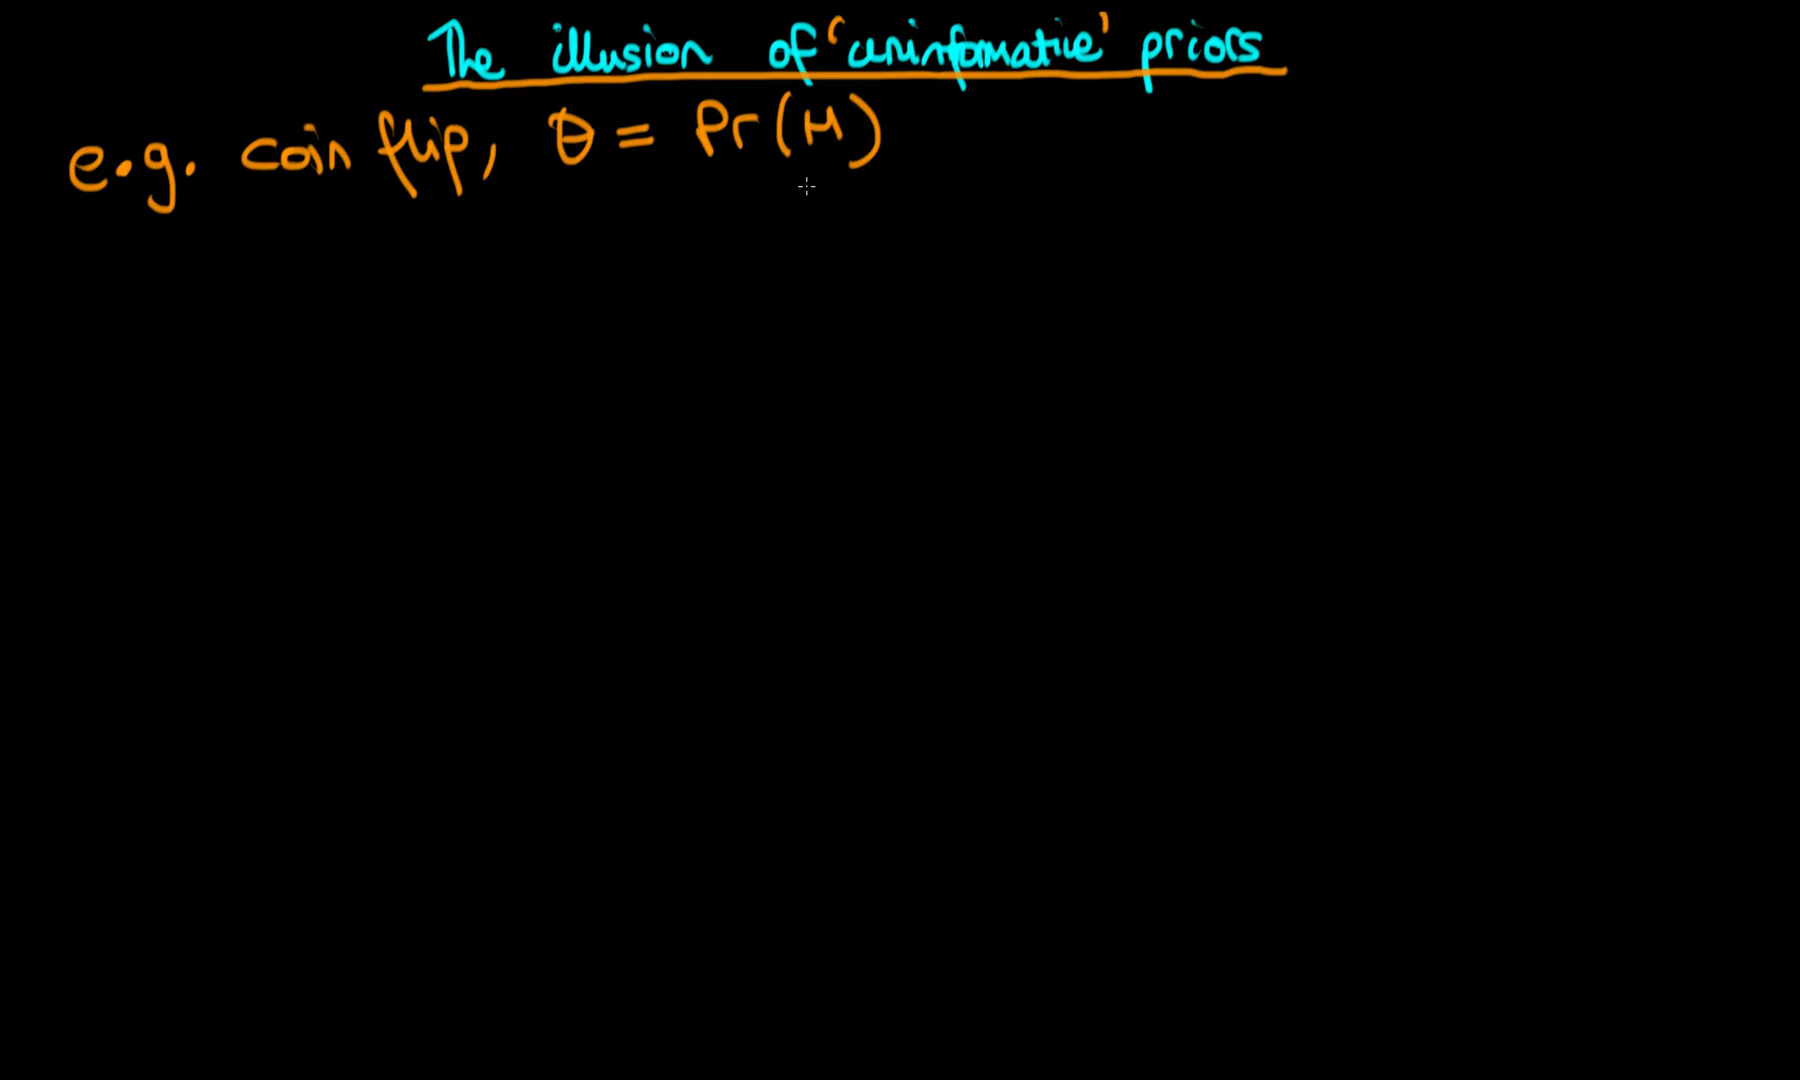 The illusion of 'uninformative' priors
e.g. coin flip, θ = Pr(H)